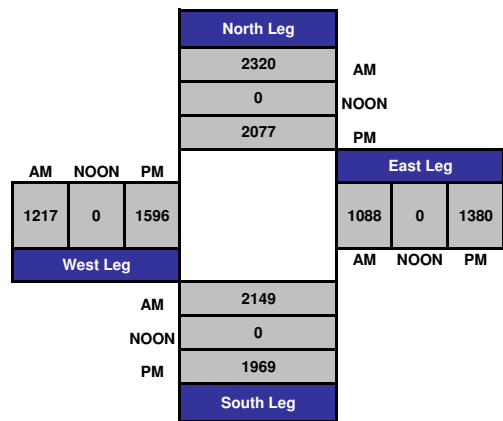 North Leg
2320 AM
0 NOON
2077 PM
AM NOON PM East Leg
1217 0 1596 1088 0 1380
West Leg AM NOON PM
AM 2149
NOON 0
PM 1969
South Leg